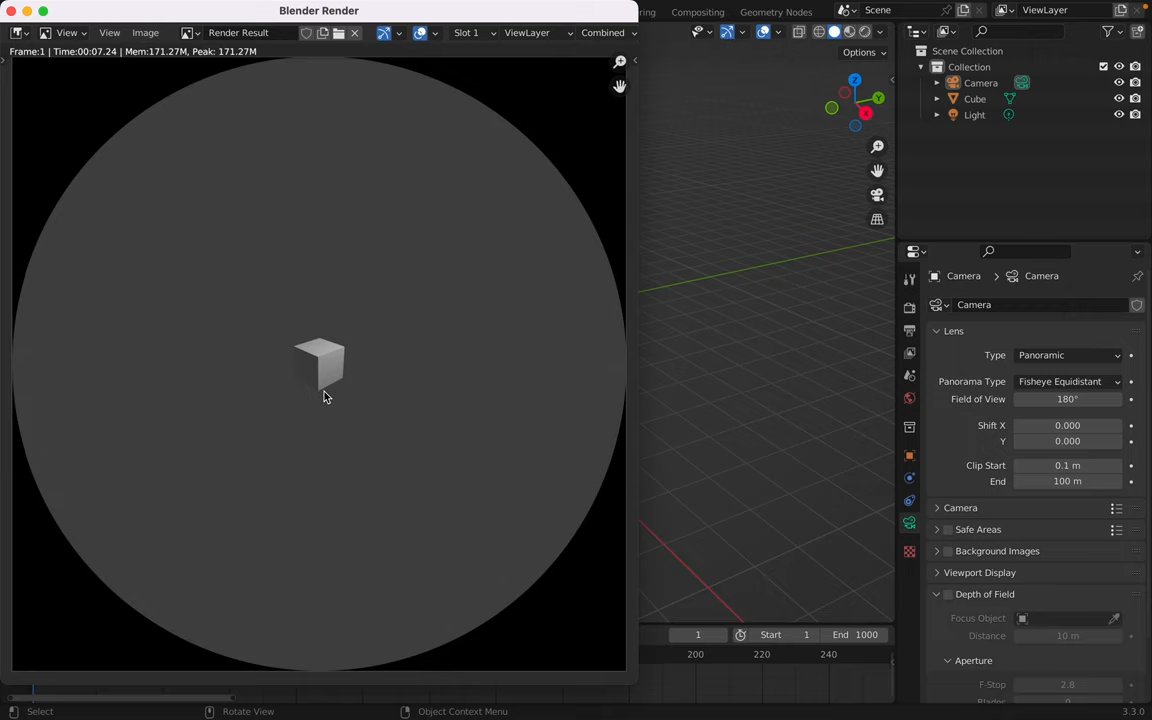 Blender Render
ring Compositing Geometry Nodes Scene ViewLayer
View View Image Render Result Slot 1 ViewLayer Combined
Frame:1 | Time:00:07.24 | Mem:171.27M, Peak: 171.27M
Options
Scene Collection
Collection
Camera
Cube
Light
Z
Y
X
Camera > Camera
Camera
Lens
Type Panoramic
Panorama Type Fisheye Equidistant
Field of View 180°
Shift X 0.000
Y 0.000
Clip Start 0.1 m
End 100 m
Camera
Safe Areas
Background Images
Viewport Display
Depth of Field
Focus Object
Distance 10 m
Aperture
F-Stop 2.8
1 Start 1 End 1000
200 220 240
Select Rotate View Object Context Menu 3.3.0